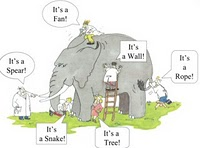 It's a
Fan!
It's a
Wall!
It's a
Rope!
It's a
Spear!
It's
a Snake!
It's a
Tree!